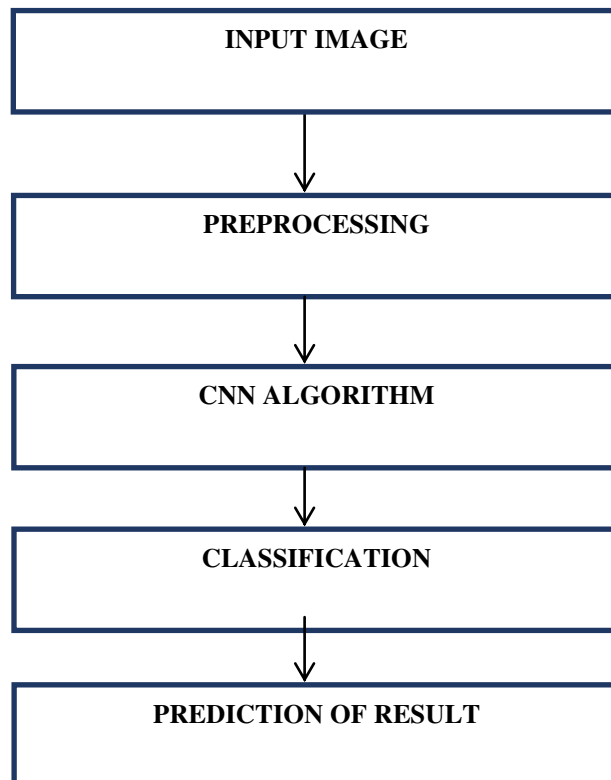 INPUT IMAGE
PREPROCESSING
CNN ALGORITHM
CLASSIFICATION
PREDICTION OF RESULT